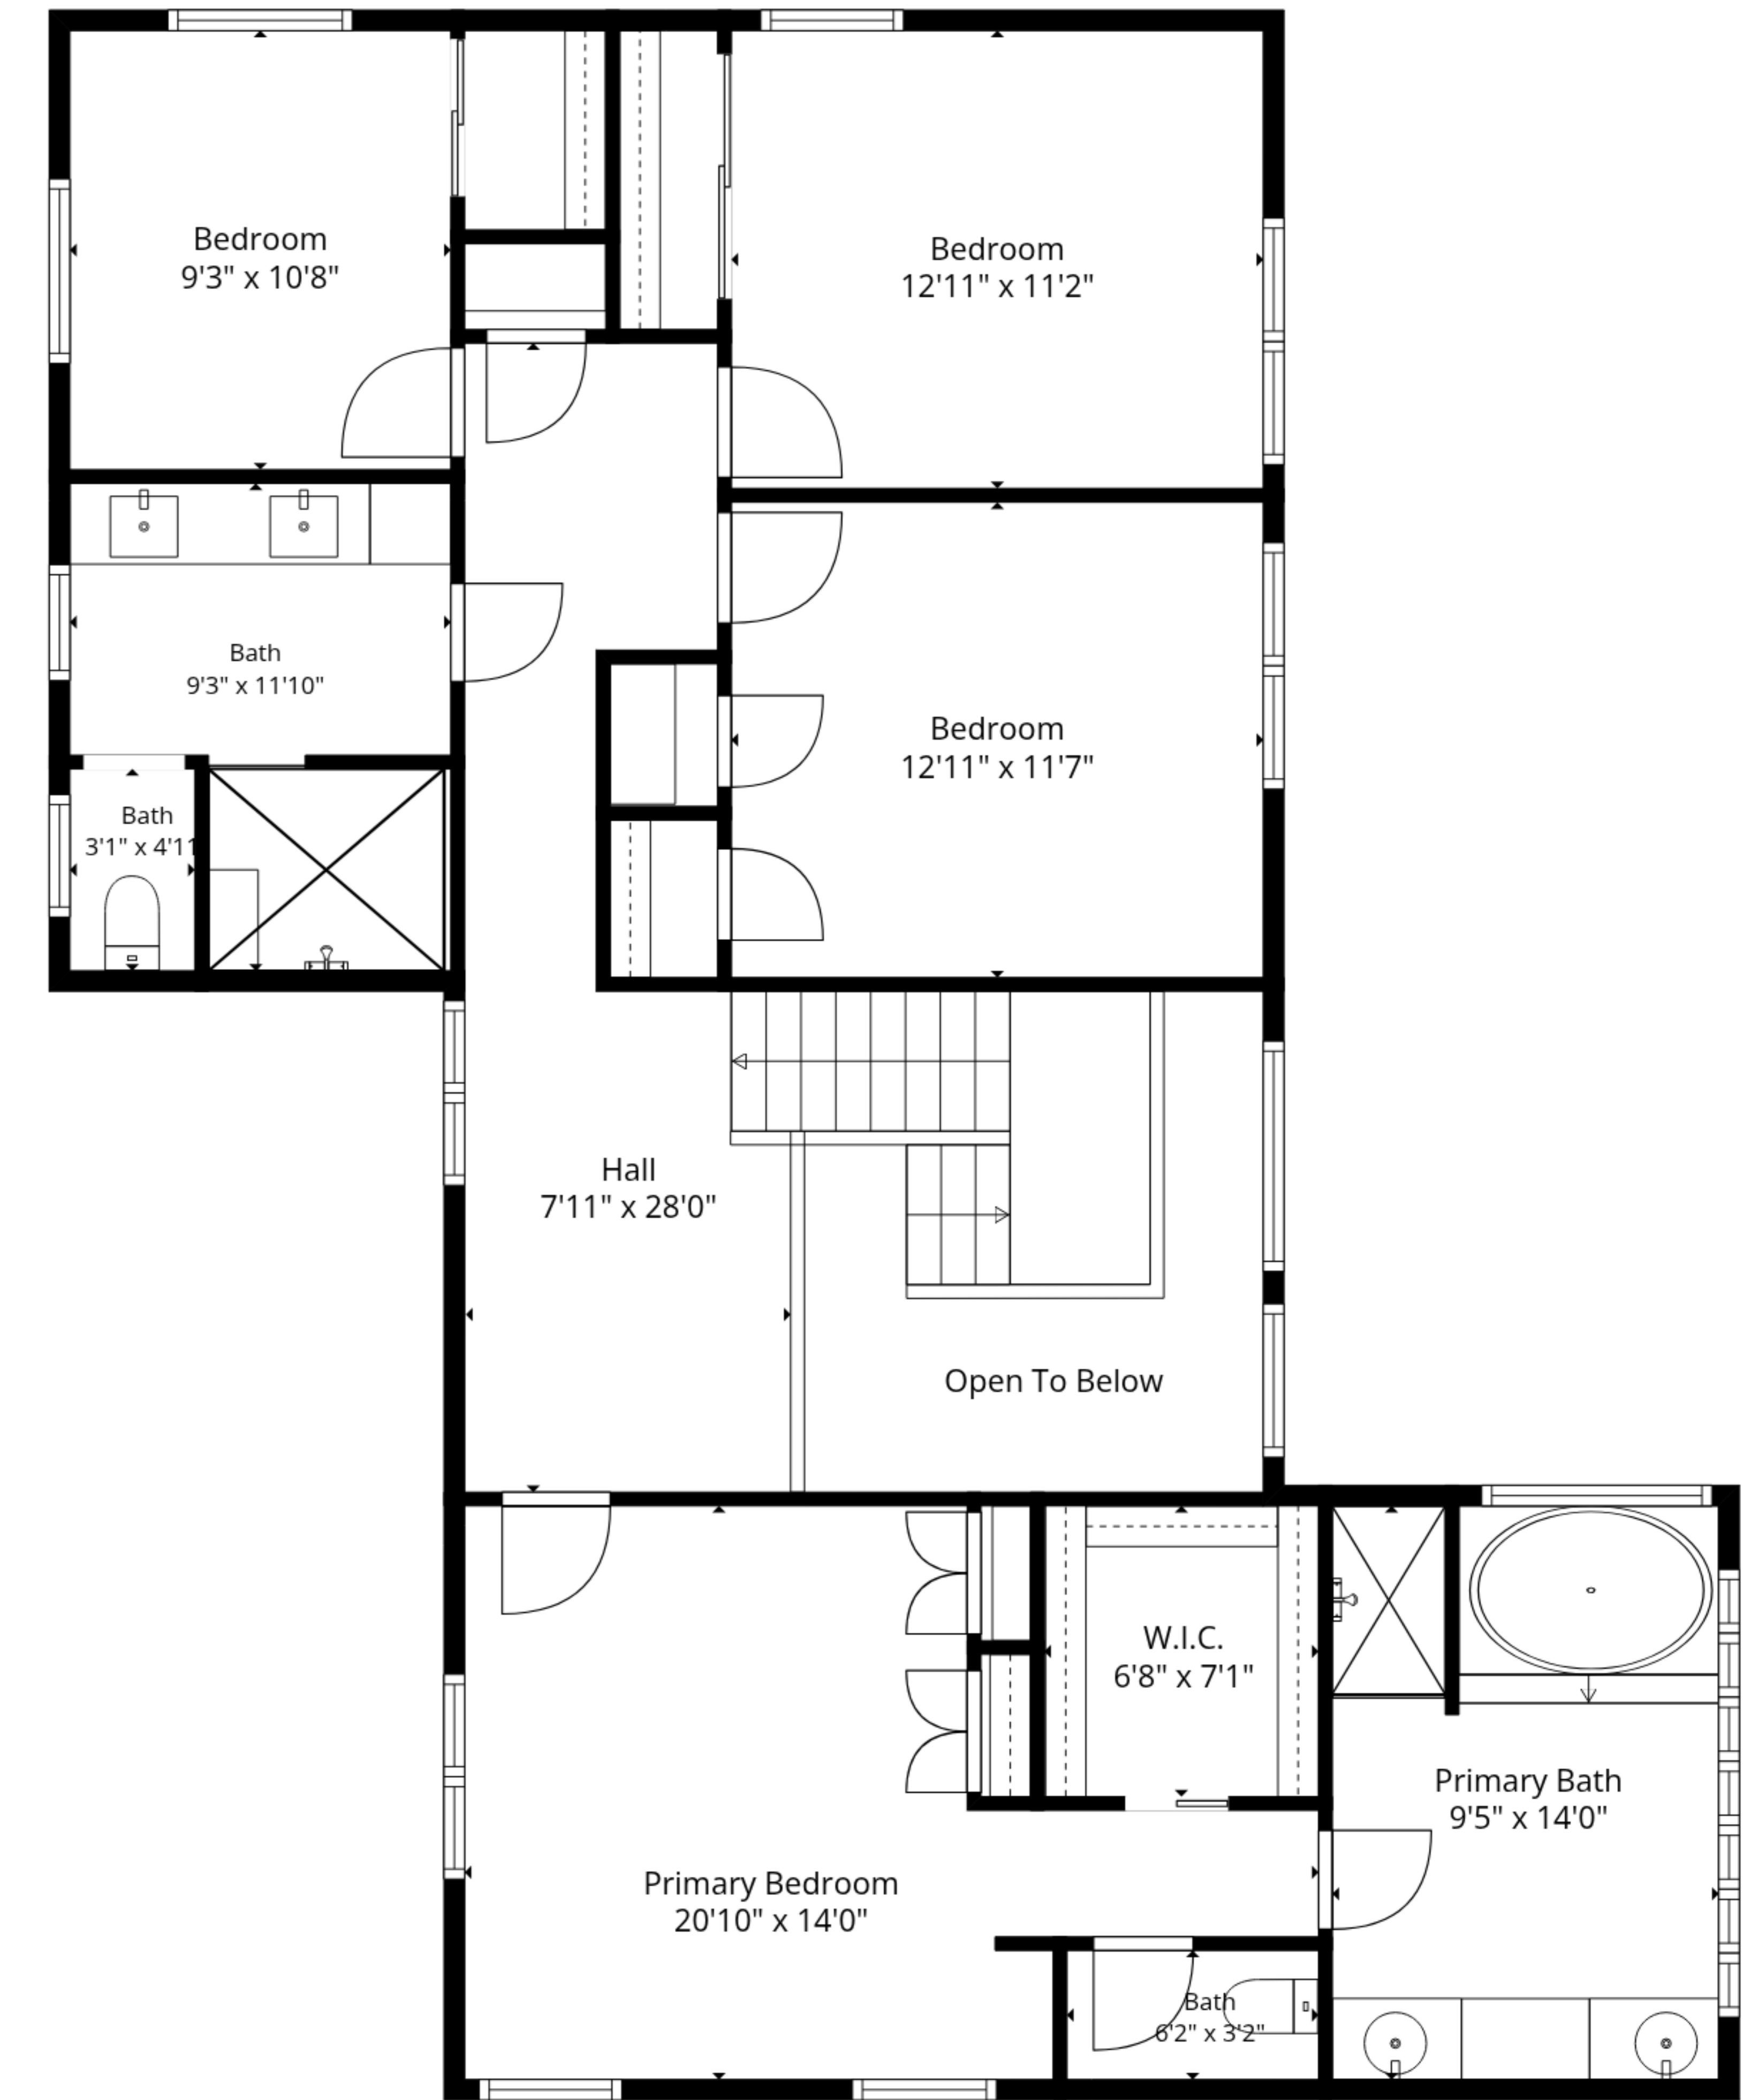 Bedroom
9'3" x 10'8"
Bedroom
12'11" x 11'2"
Bath
9'3" x 11'10"
Bedroom
12'11" x 11'7"
Bath
3'1" x 4'11
Hall
7'11" x 28'0"
Open To Below
W.I.C.
6'8" x 7'1"
Primary Bath
9'5" x 14'0"
Primary Bedroom
20'10" x 14'0"
Bath
6'2" x 3'2"